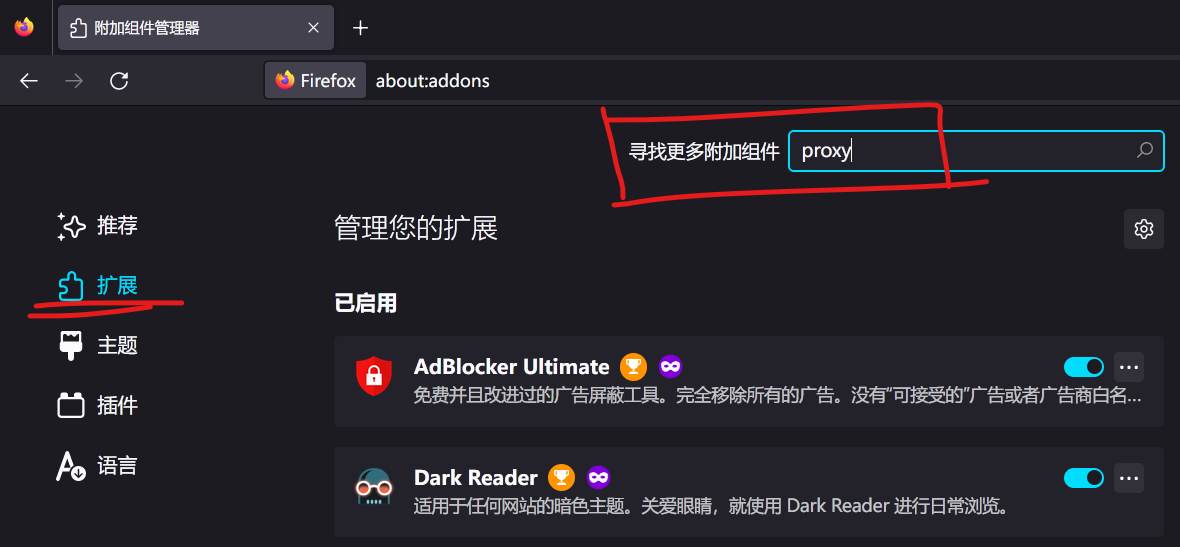 附加组件管理器
Firefox about:addons
寻找更多附加组件 proxy
推荐
扩展
主题
插件
语言
管理您的扩展
已启用
AdBlocker Ultimate
免费并且改进过的广告屏蔽工具。完全移除所有的广告。没有“可接受的”广告或者广告商白名...
Dark Reader
适用于任何网站的暗色主题。关爱眼睛，就使用 Dark Reader 进行日常浏览。